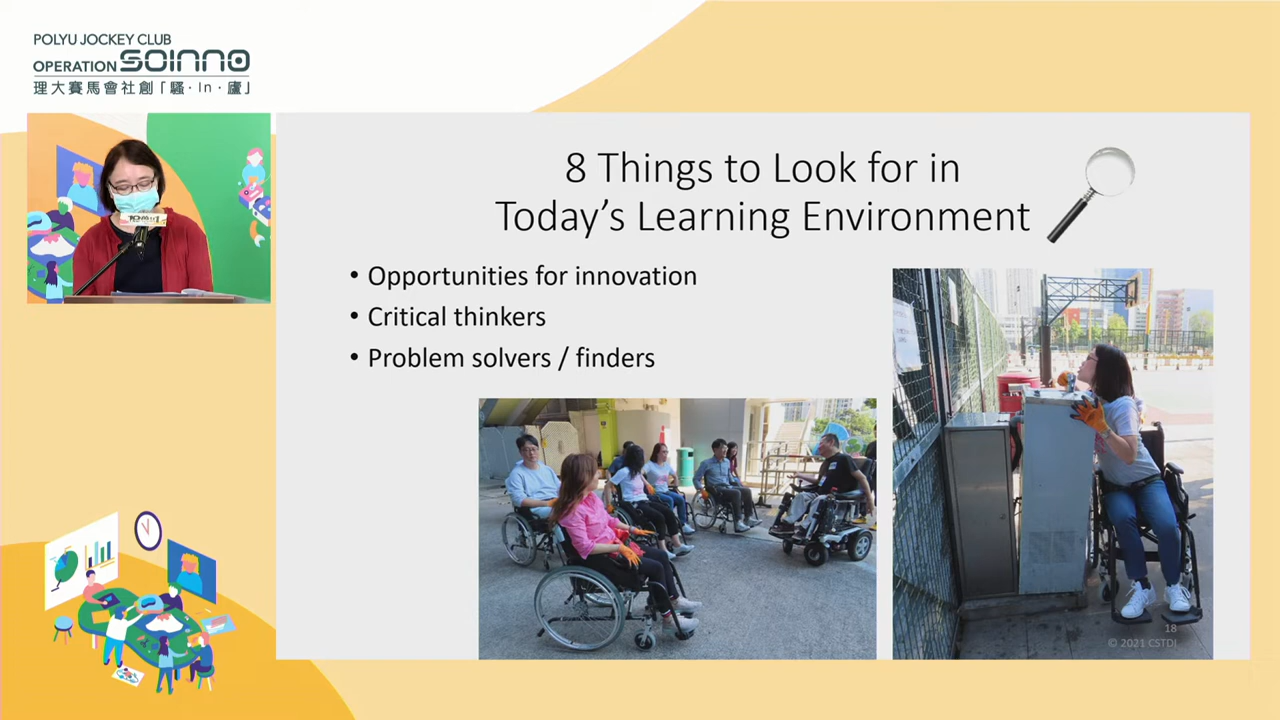 POLYU JOCKEY CLUB
OPERATION SOINNO
理大賽馬會社創「騷·In·廬」
8 Things to Look for in
Today's Learning Environment
• Opportunities for innovation
• Critical thinkers
• Problem solvers / finders
18
© 2021 CSTDI